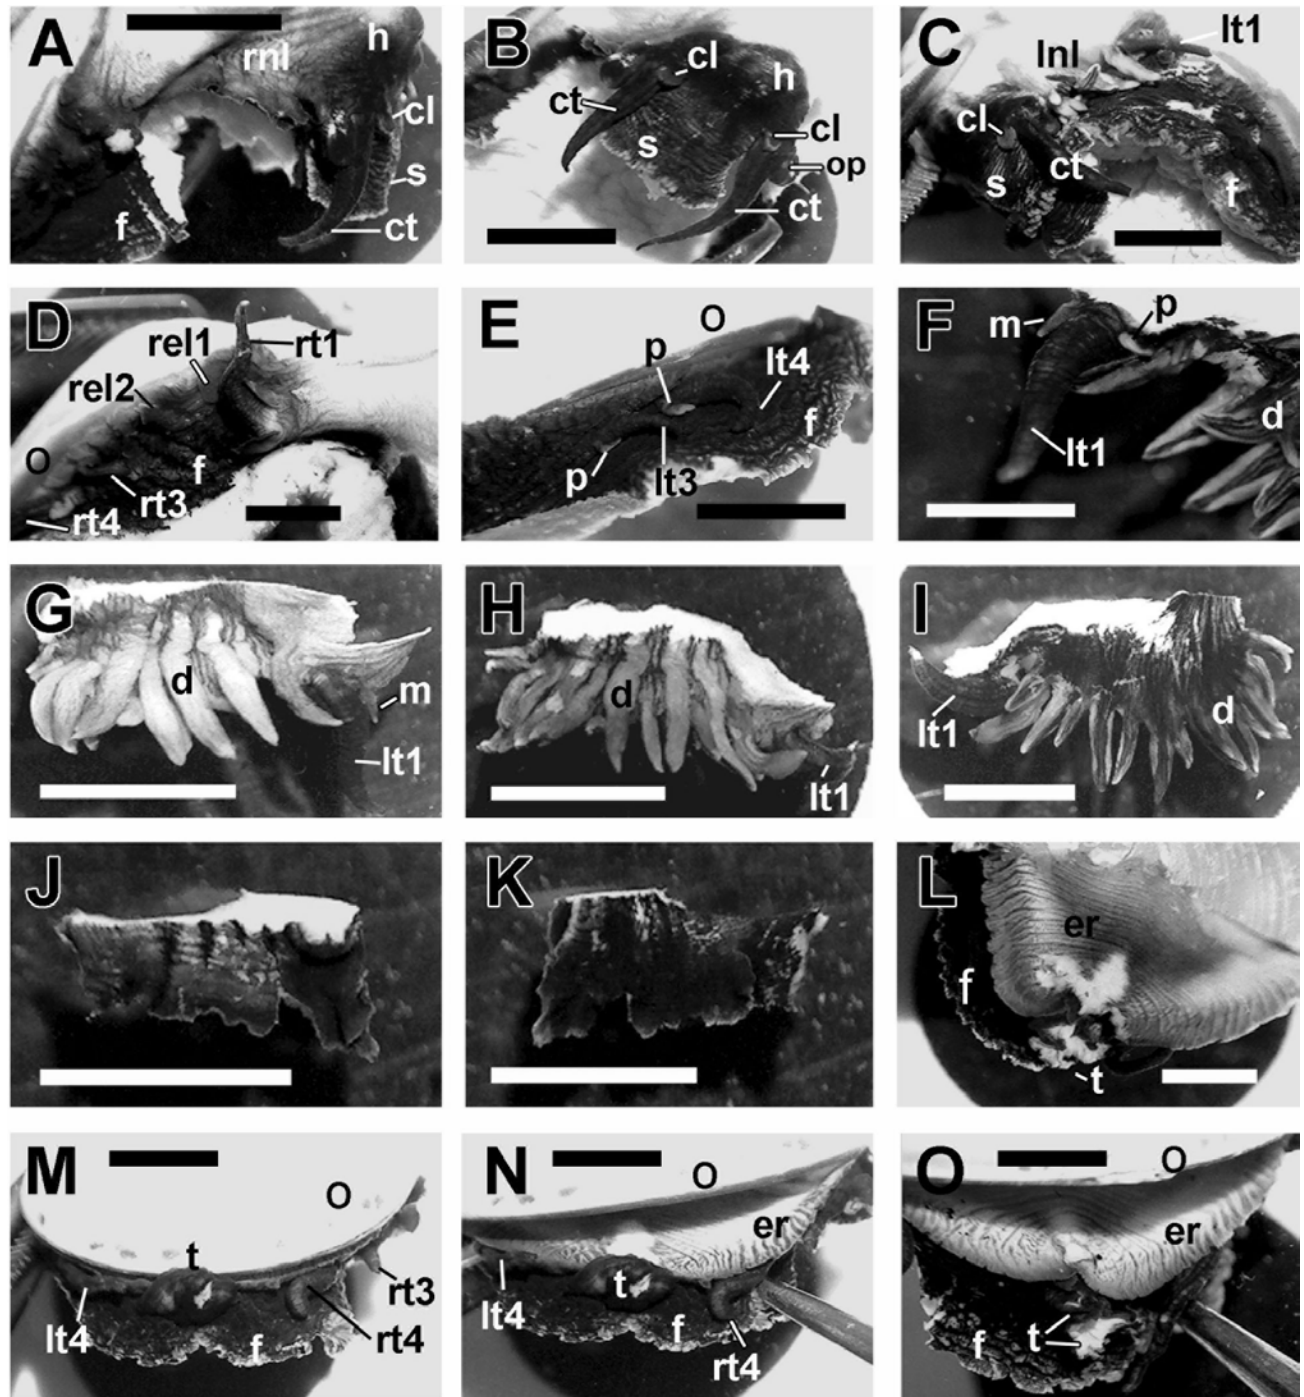 A
rnl
h
cl
s
f
ct
B
cl
h
ct
s
cl
op
ct
C
lt1
lnl
cl
s
ct
f
D
rel1
rt1
rel2
o
f
rt3
rt4
E
o
p
lt4
f
p
lt3
F
m
p
lt1
d
G
d
m
lt1
H
d
lt1
I
lt1
d
J
K
L
er
f
t
M
o
t
rt3
lt4
f
rt4
N
o
er
lt4
t
f
rt4
O
o
er
f
t